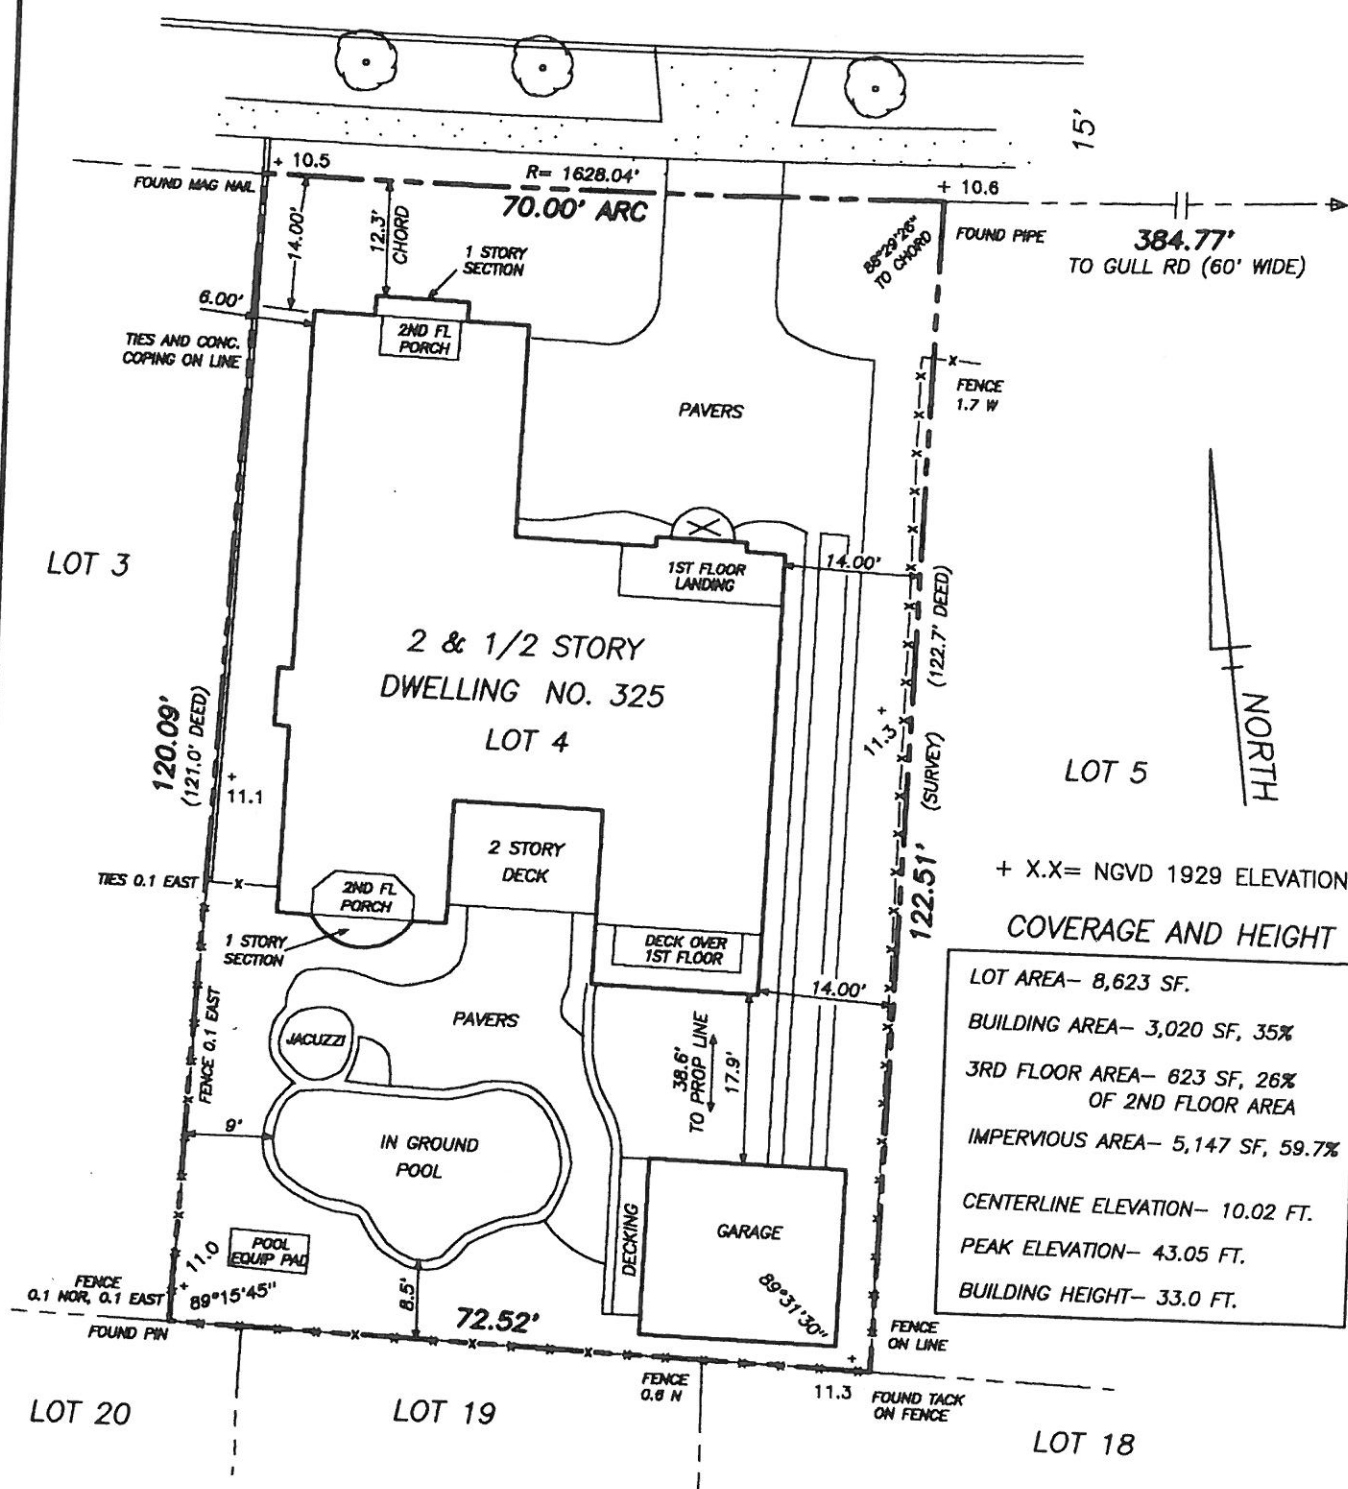 15'
+ 10.5
R= 1628.04'
+ 10.6
FOUND MAG NAIL
70.00' ARC
88°29'26"
TO CHORD
FOUND PIPE
384.77'
TO GULL RD (60' WIDE)
14.00'
12.3'
CHORD
1 STORY
SECTION
6.00'
2ND FL
PORCH
TIES AND CONC.
COPING ON LINE
FENCE
1.7 W
PAVERS
LOT 3
1ST FLOOR
LANDING
14.00'
(122.7' DEED)
2 & 1/2 STORY
DWELLING NO. 325
LOT 4
120.09'
(121.0' DEED)
+
11.1
+
11.3
(SURVEY)
122.51'
NORTH
LOT 5
2 STORY
DECK
+ X.X= NGVD 1929 ELEVATION
TIES 0.1 EAST
2ND FL
PORCH
1 STORY
SECTION
DECK OVER
1ST FLOOR
COVERAGE AND HEIGHT
LOT AREA- 8,623 SF.
BUILDING AREA- 3,020 SF, 35%
3RD FLOOR AREA- 623 SF, 26%
OF 2ND FLOOR AREA
IMPERVIOUS AREA- 5,147 SF, 59.7%
CENTERLINE ELEVATION- 10.02 FT.
PEAK ELEVATION- 43.05 FT.
BUILDING HEIGHT- 33.0 FT.
14.00'
FENCE 0.1 EAST
JACUZZI
PAVERS
38.6'
TO PROP LINE
17.9'
9'
IN GROUND
POOL
DECKING
GARAGE
89°31'30"
POOL
EQUIP PAD
+ 11.0
89°15'45"
8.5'
FENCE
0.1 NOR, 0.1 EAST
FOUND PIN
72.52'
FENCE
ON LINE
FENCE
0.6 N
+
11.3
FOUND TACK
ON FENCE
LOT 20
LOT 19
LOT 18